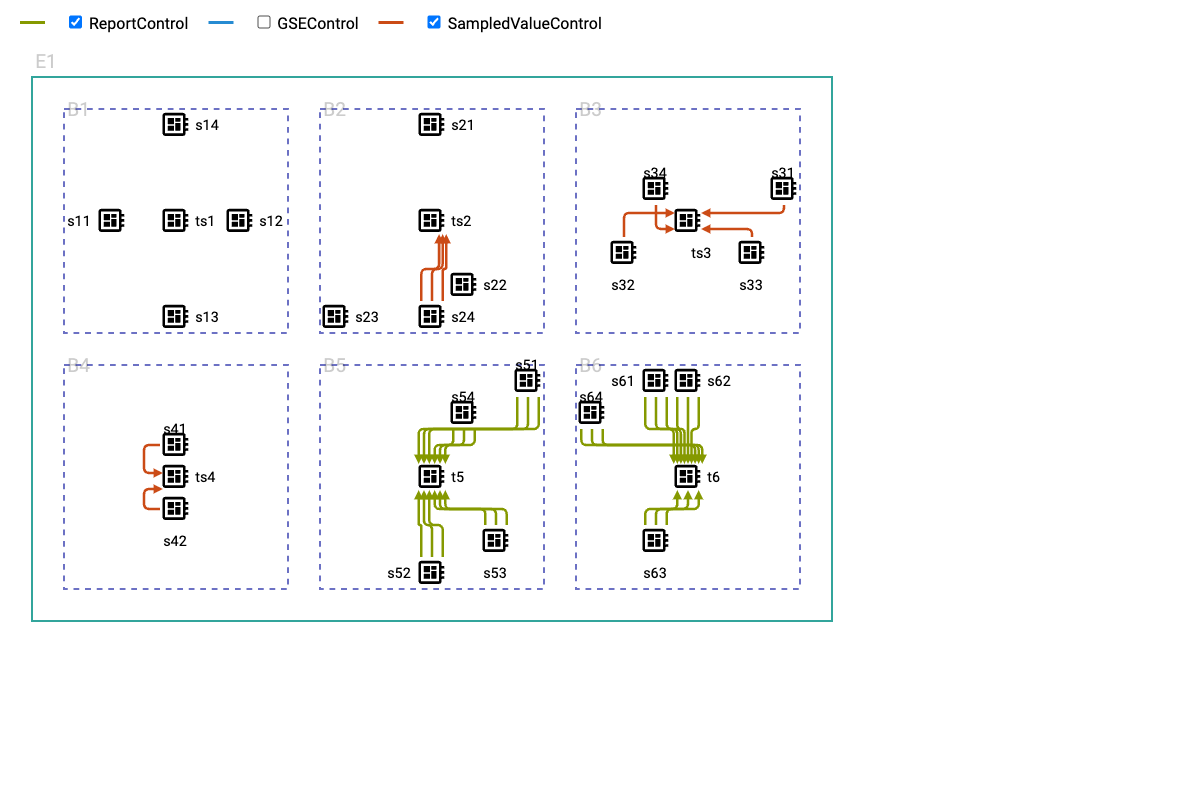 ReportControl GSEControl SampledValueControl
E1
B1 B2 B3
s14 s21
s34 s31
s11 ts1 s12 ts2
ts3
s32 s33
s22
s13 s23 s24
B4 B5 s51 B6
s61 s62
s54 s64
s41
ts4 t5 t6
s42
s52 s53 s63